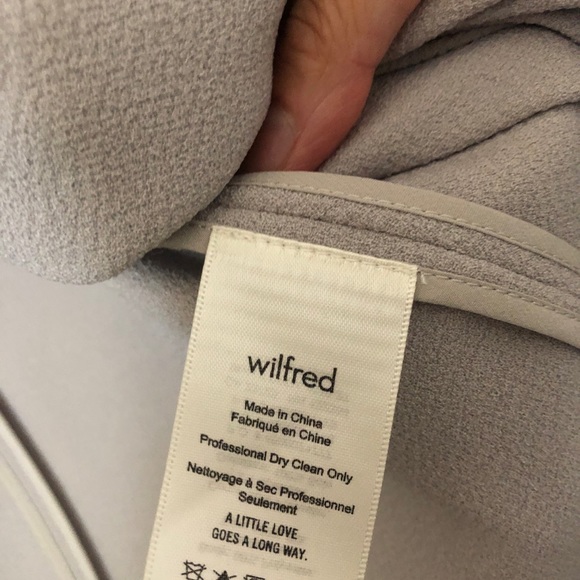 wilfred
Made in China
Fabriqué en Chine
Professional Dry Clean Only
Nettoyage à Sec Professionnel
Seulement
A LITTLE LOVE
GOES A LONG WAY.